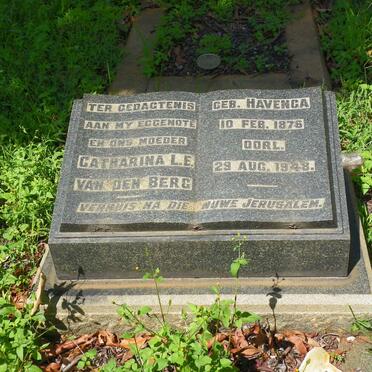 TER GEDAGTENIS
AAN MY EGGENOTE
EN ONS MOEDER
CATHARINA L.E.
VAN DEN BERG
GEB. HAVENGA
10 FEB. 1876
OORL.
29 AUG. 1948.
VERHUIS NA DIE NUWE JERUSALEM.